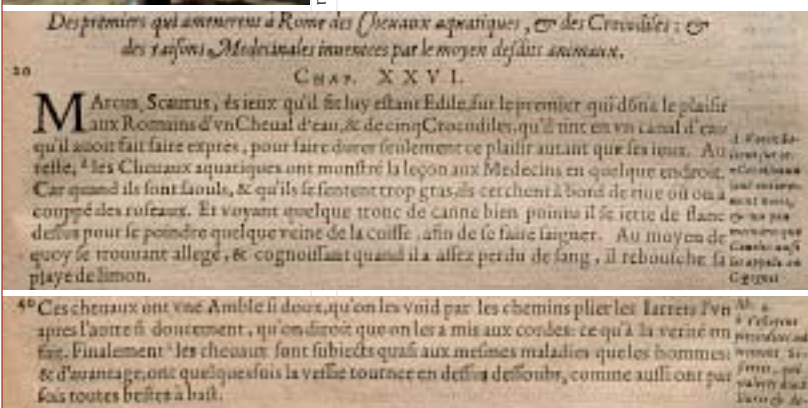 Des premiers qui amenerent à Rome des Cheuaux aquatiques, & des Crocodiles: &
des raisons Medecinales inuentees par le moyen desdits animaux.
20
CHAP. XXVI.
MArcus Scaurus, és ieux qu'il fit luy estant Edile, fut le premier qui dōna le plaisir
aux Romains d'vn Cheual d'eau, & de cinq Crocodiles, qu'il tint en vn canal d'eau
qu'il auoit fait faire expres, pour faire durer seulement ce plaisir autant que ses ieux. Au
reste, les Cheuaux aquatiques ont monstré la leçon aux Medecins en quelque endroit.
Car quand ils sont saouls, & qu'ils se sentent trop gras, ils cerchent à bord de riue où on a
couppé des roseaux. Et voyant quelque tronc de canne bien pointu il se iette de flanc
dessus pour se poindre quelque veine de la cuisse, afin de se faire saigner. Au moyen de
quoy se trouuant allegé, & cognoissant quand il a assez perdu de sang, il rebousche sa
playe de limon.
40 Ces cheuaux ont vne Amble si doux, qu'on les void par les chemins plier les Iarrets l'vn
apres l'autre si doucement, qu'on diroit que on les a mis aux cordes: ce qu'à la verité on
fait. Finalement les cheuaux sont subiects quasi aux mesmes maladies que les hommes:
& d'auantage, ont quelquesfois la vessie tournee en dessus dessoubz, comme aussi ont par
fois toutes bestes à bast.